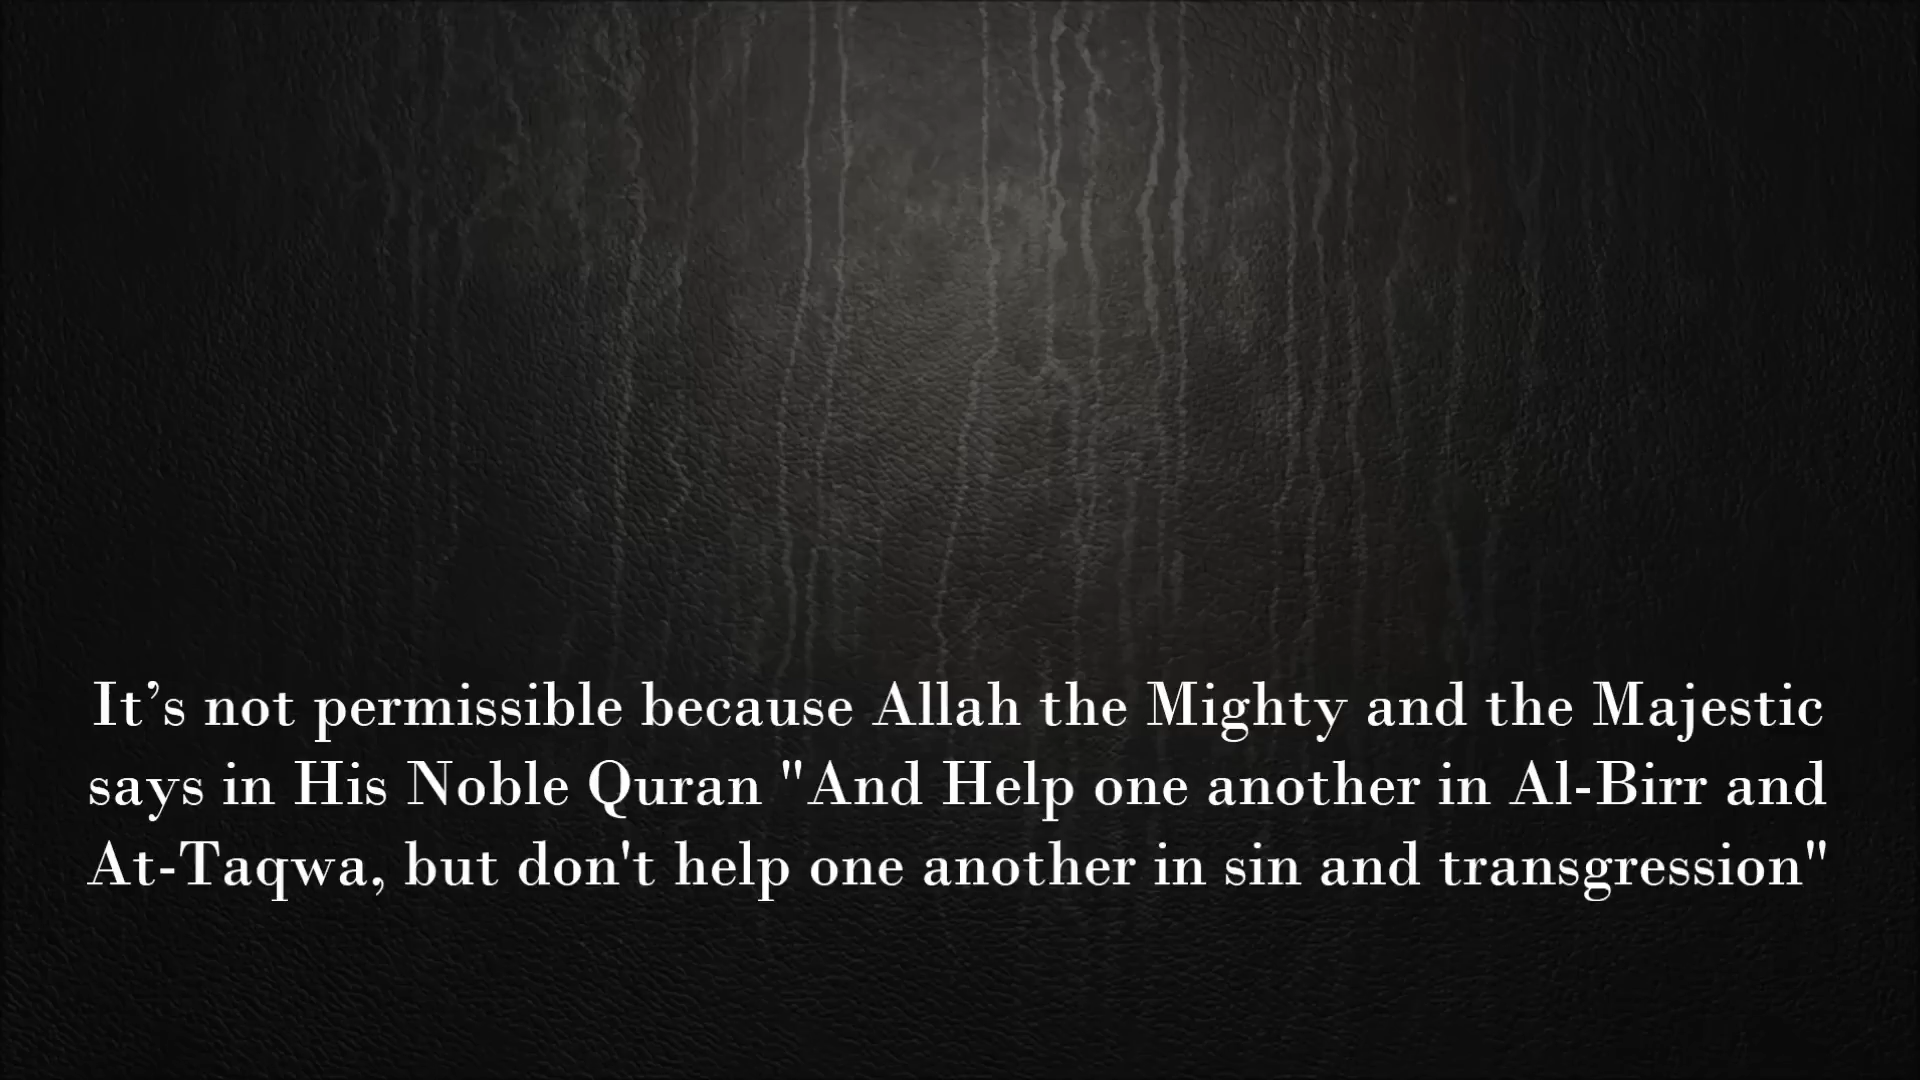 It’s not permissible because Allah the Mighty and the Majestic
says in His Noble Quran "And Help one another in Al-Birr and
At-Taqwa, but don't help one another in sin and transgression"